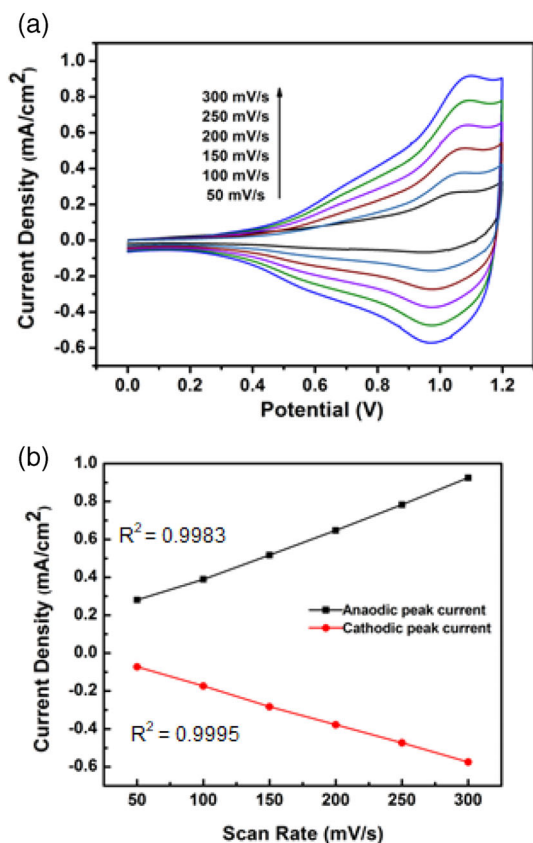 (a)
Current Density (mA/cm²)
1.0
0.8
0.6
0.4
0.2
0.0
-0.2
-0.4
-0.6
300 mV/s
250 mV/s
200 mV/s
150 mV/s
100 mV/s
50 mV/s
0.0 0.2 0.4 0.6 0.8 1.0 1.2
Potential (V)
(b)
Current Density (mA/cm²)
1.0
0.8
0.6
0.4
0.2
0.0
-0.2
-0.4
-0.6
R² = 0.9983
Anaodic peak current
Cathodic peak current
R² = 0.9995
50 100 150 200 250 300
Scan Rate (mV/s)